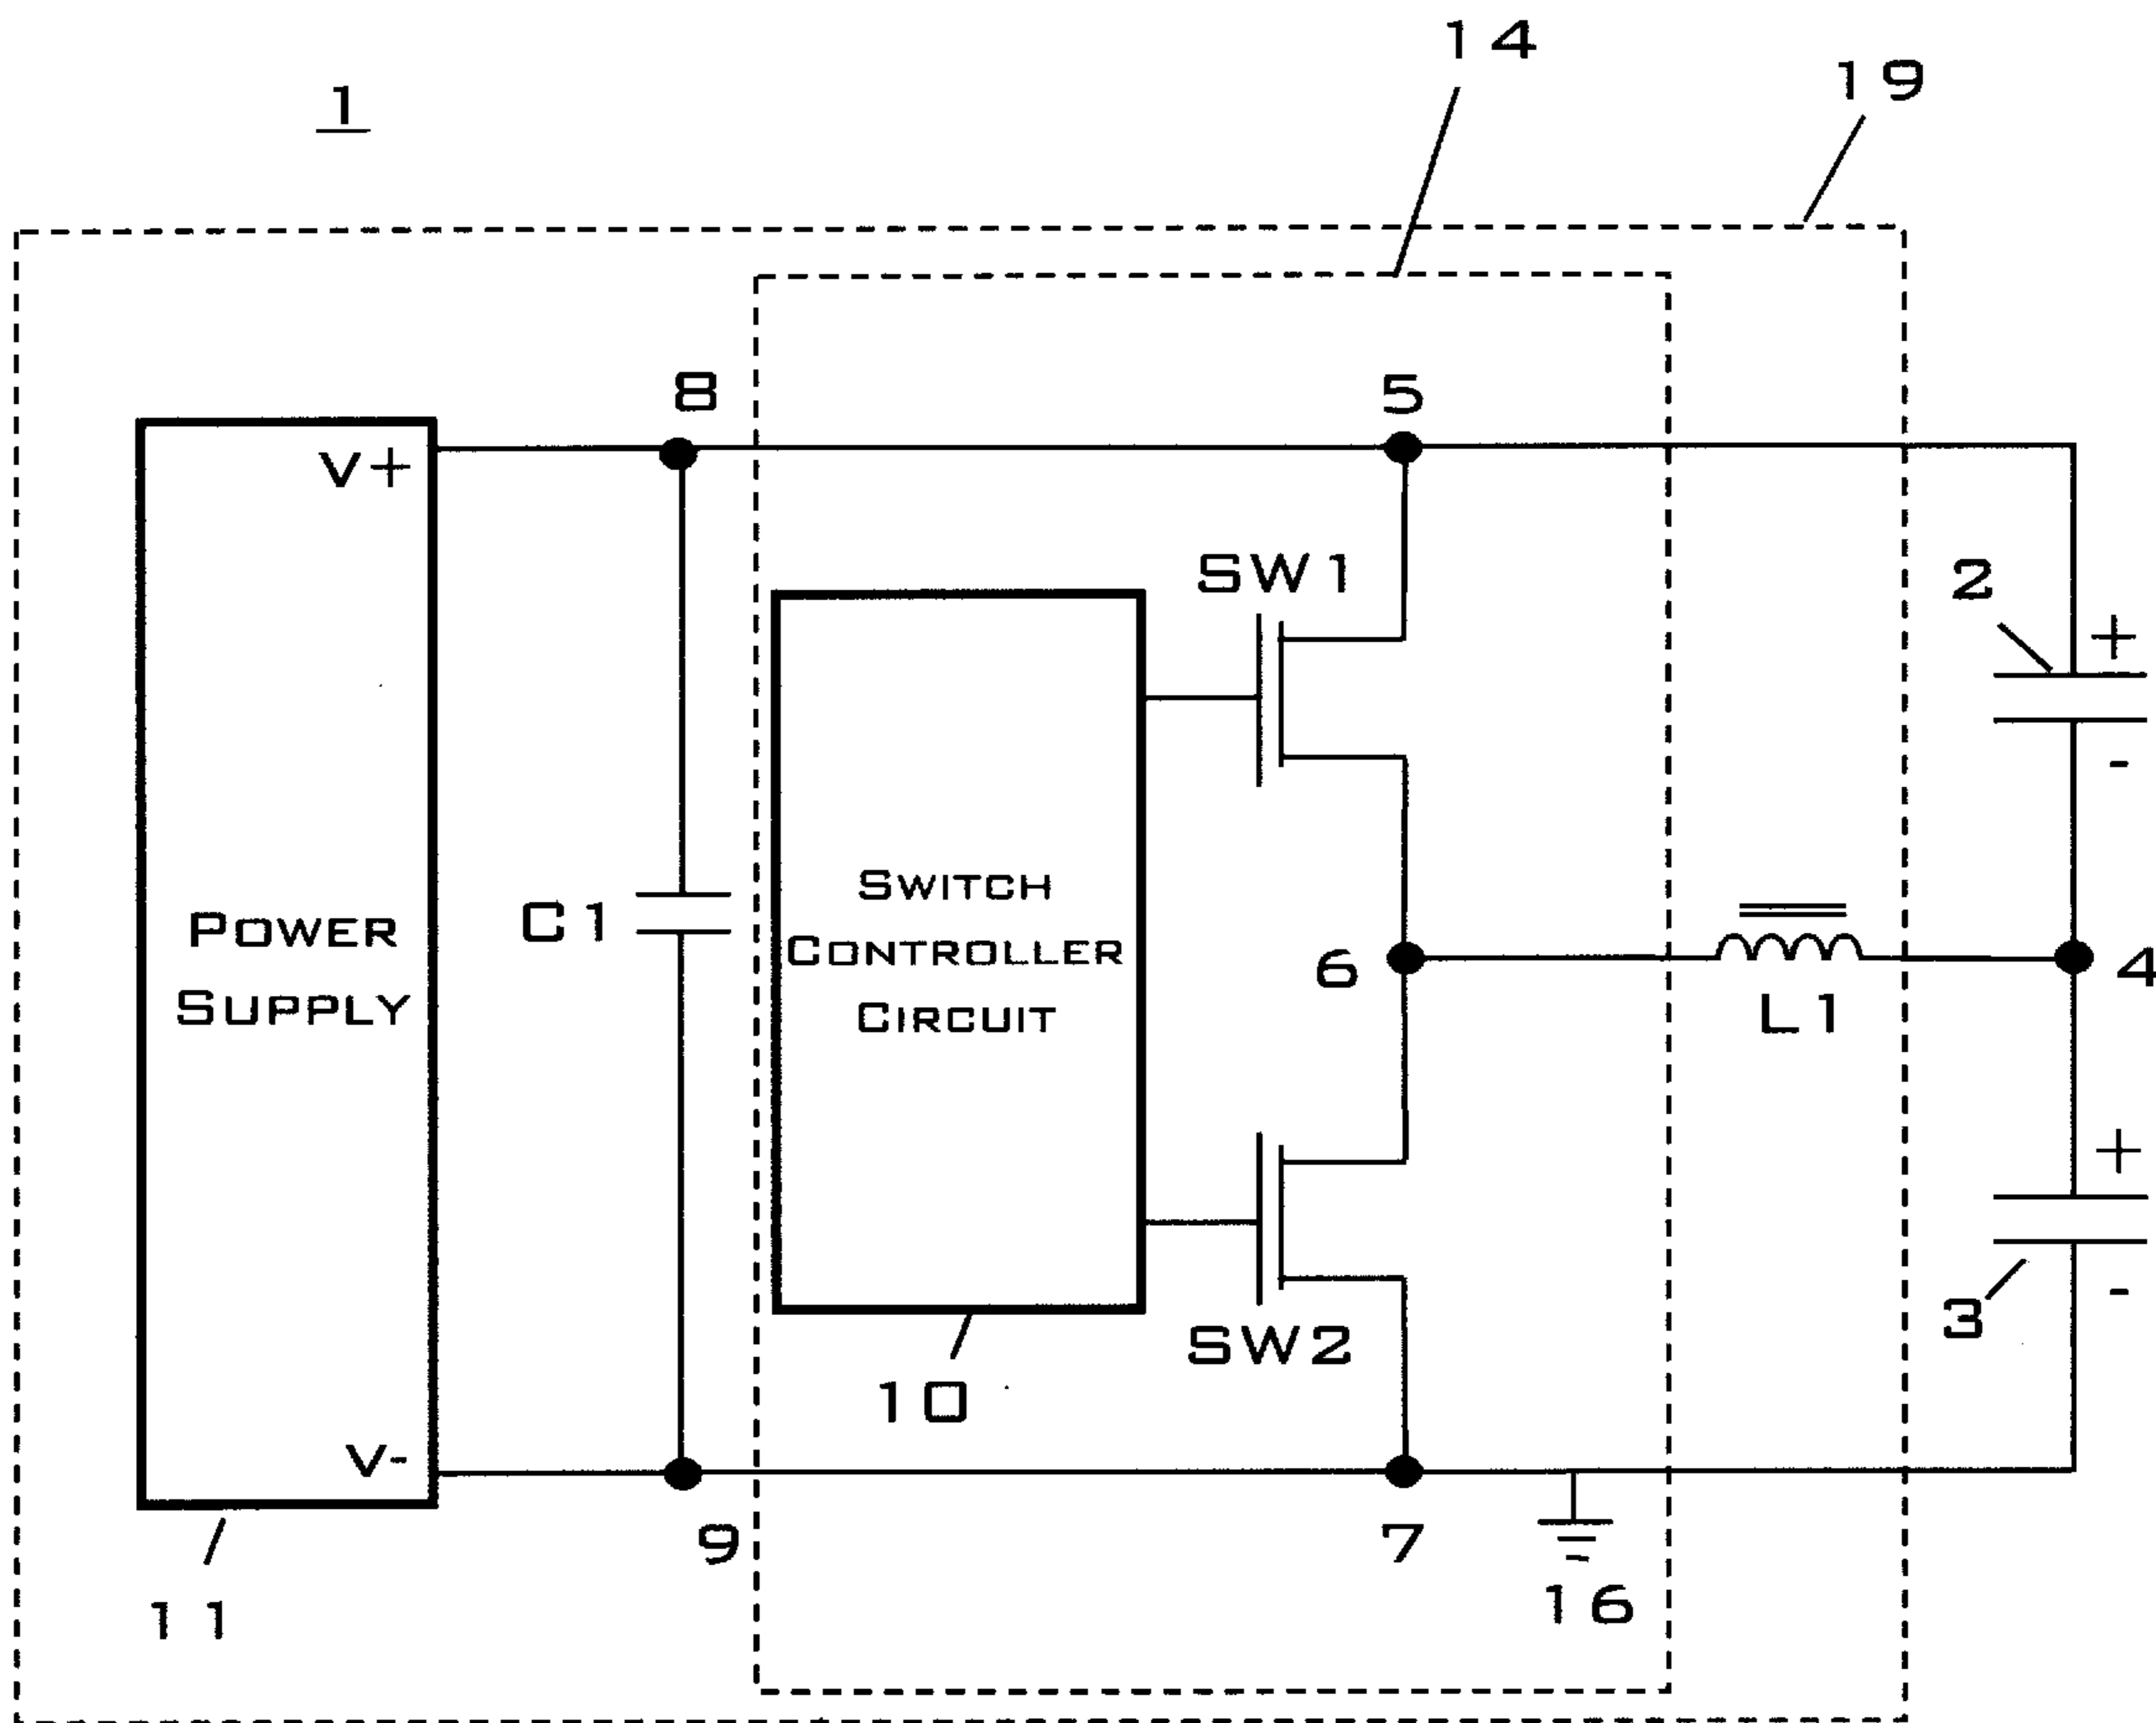 14
19
1
8
5
V+
SW1
2
+
-
POWER
SUPPLY
C1
SWITCH
CONTROLLER
CIRCUIT
6
L1
4
+
-
3
SW2
10
V-
9
7
16
11